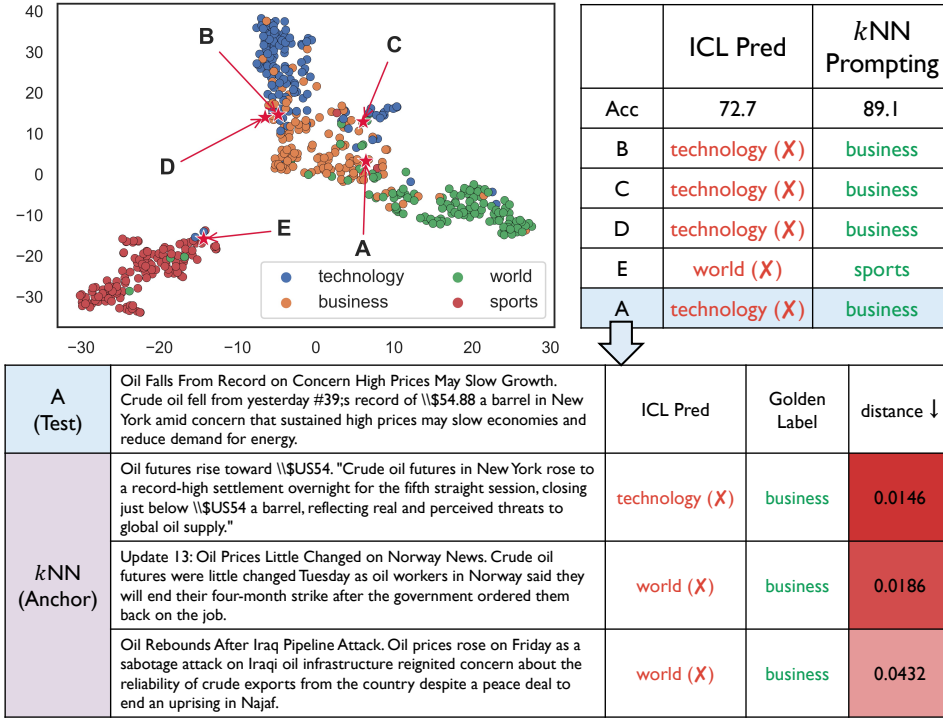 40
30
20
10
0
−10
−20
−30
−30
−20
−10
0
10
20
30
B
C
D
E
A
technology
world
business
sports
ICL Pred
kNN
Prompting
Acc
72.7
89.1
B
technology (✗)
business
C
technology (✗)
business
D
technology (✗)
business
E
world (✗)
sports
A
technology (✗)
business
A
(Test)
Oil Falls From Record on Concern High Prices May Slow Growth.
Crude oil fell from yesterday #39;s record of \\$54.88 a barrel in New
York amid concern that sustained high prices may slow economies and
reduce demand for energy.
ICL Pred
Golden
Label
distance ↓
kNN
(Anchor)
Oil futures rise toward \\$US54. "Crude oil futures in New York rose to
a record-high settlement overnight for the fifth straight session, closing
just below \\$US54 a barrel, reflecting real and perceived threats to
global oil supply."
technology (✗)
business
0.0146
Update 13: Oil Prices Little Changed on Norway News. Crude oil
futures were little changed Tuesday as oil workers in Norway said they
will end their four-month strike after the government ordered them
back on the job.
world (✗)
business
0.0186
Oil Rebounds After Iraq Pipeline Attack. Oil prices rose on Friday as a
sabotage attack on Iraqi oil infrastructure reignited concern about the
reliability of crude exports from the country despite a peace deal to
end an uprising in Najaf.
world (✗)
business
0.0432